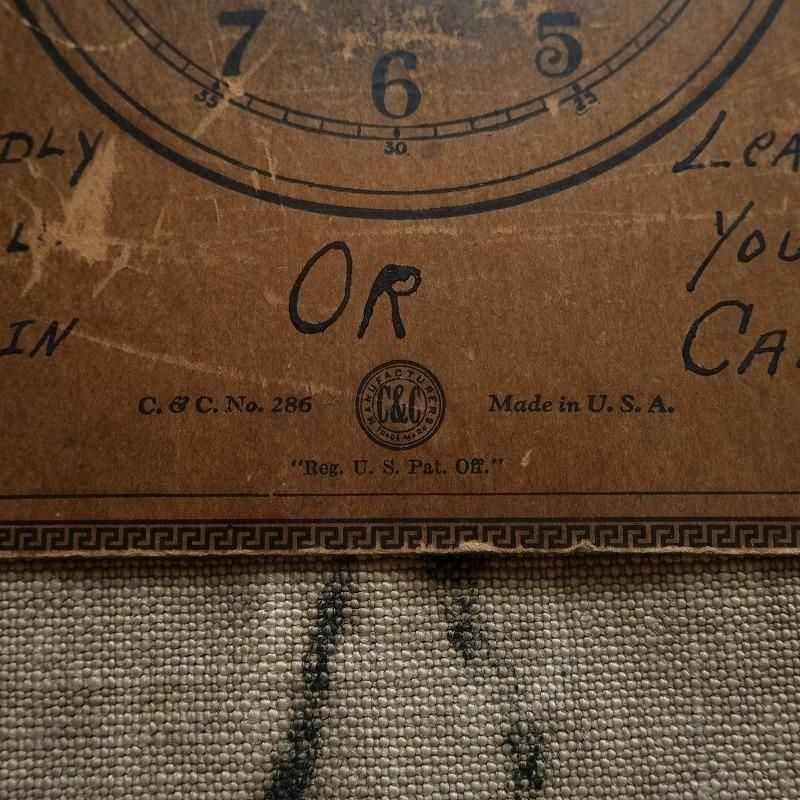 7 6 5
35 30 25
DLY LEA
YOU
OR
IN CA
C. & C. No. 286 MANUFACTURERS C&C TRADE MARK Made in U. S. A.
"Reg. U. S. Pat. Off."